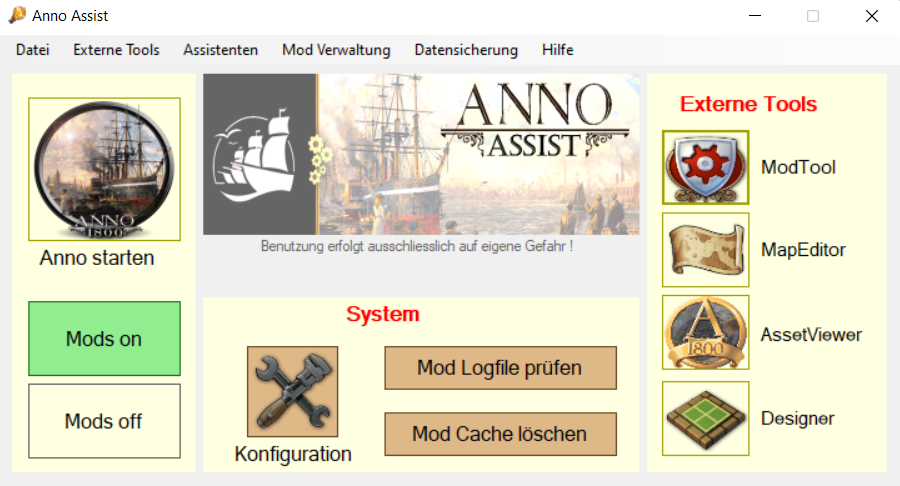 Anno Assist
Datei Externe Tools Assistenten Mod Verwaltung Datensicherung Hilfe
ANNO
1800
Anno starten
Mods on
Mods off
ANNO
ASSIST
Benutzung erfolgt ausschliesslich auf eigene Gefahr !
System
Konfiguration
Mod Logfile prüfen
Mod Cache löschen
Externe Tools
ModTool
MapEditor
A
1800
AssetViewer
Designer